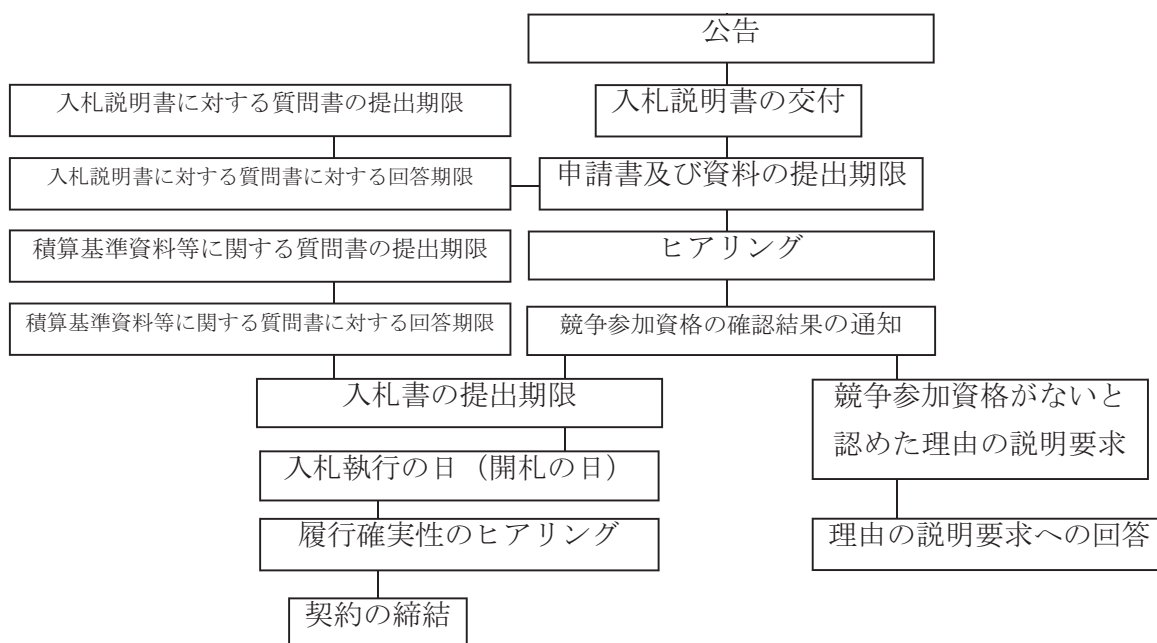 公告
入札説明書に対する質問書の提出期限
入札説明書の交付
入札説明書に対する質問書に対する回答期限
申請書及び資料の提出期限
積算基準資料等に関する質問書の提出期限
ヒアリング
積算基準資料等に関する質問書に対する回答期限
競争参加資格の確認結果の通知
入札書の提出期限
競争参加資格がないと
認めた理由の説明要求
入札執行の日（開札の日）
履行確実性のヒアリング
理由の説明要求への回答
契約の締結